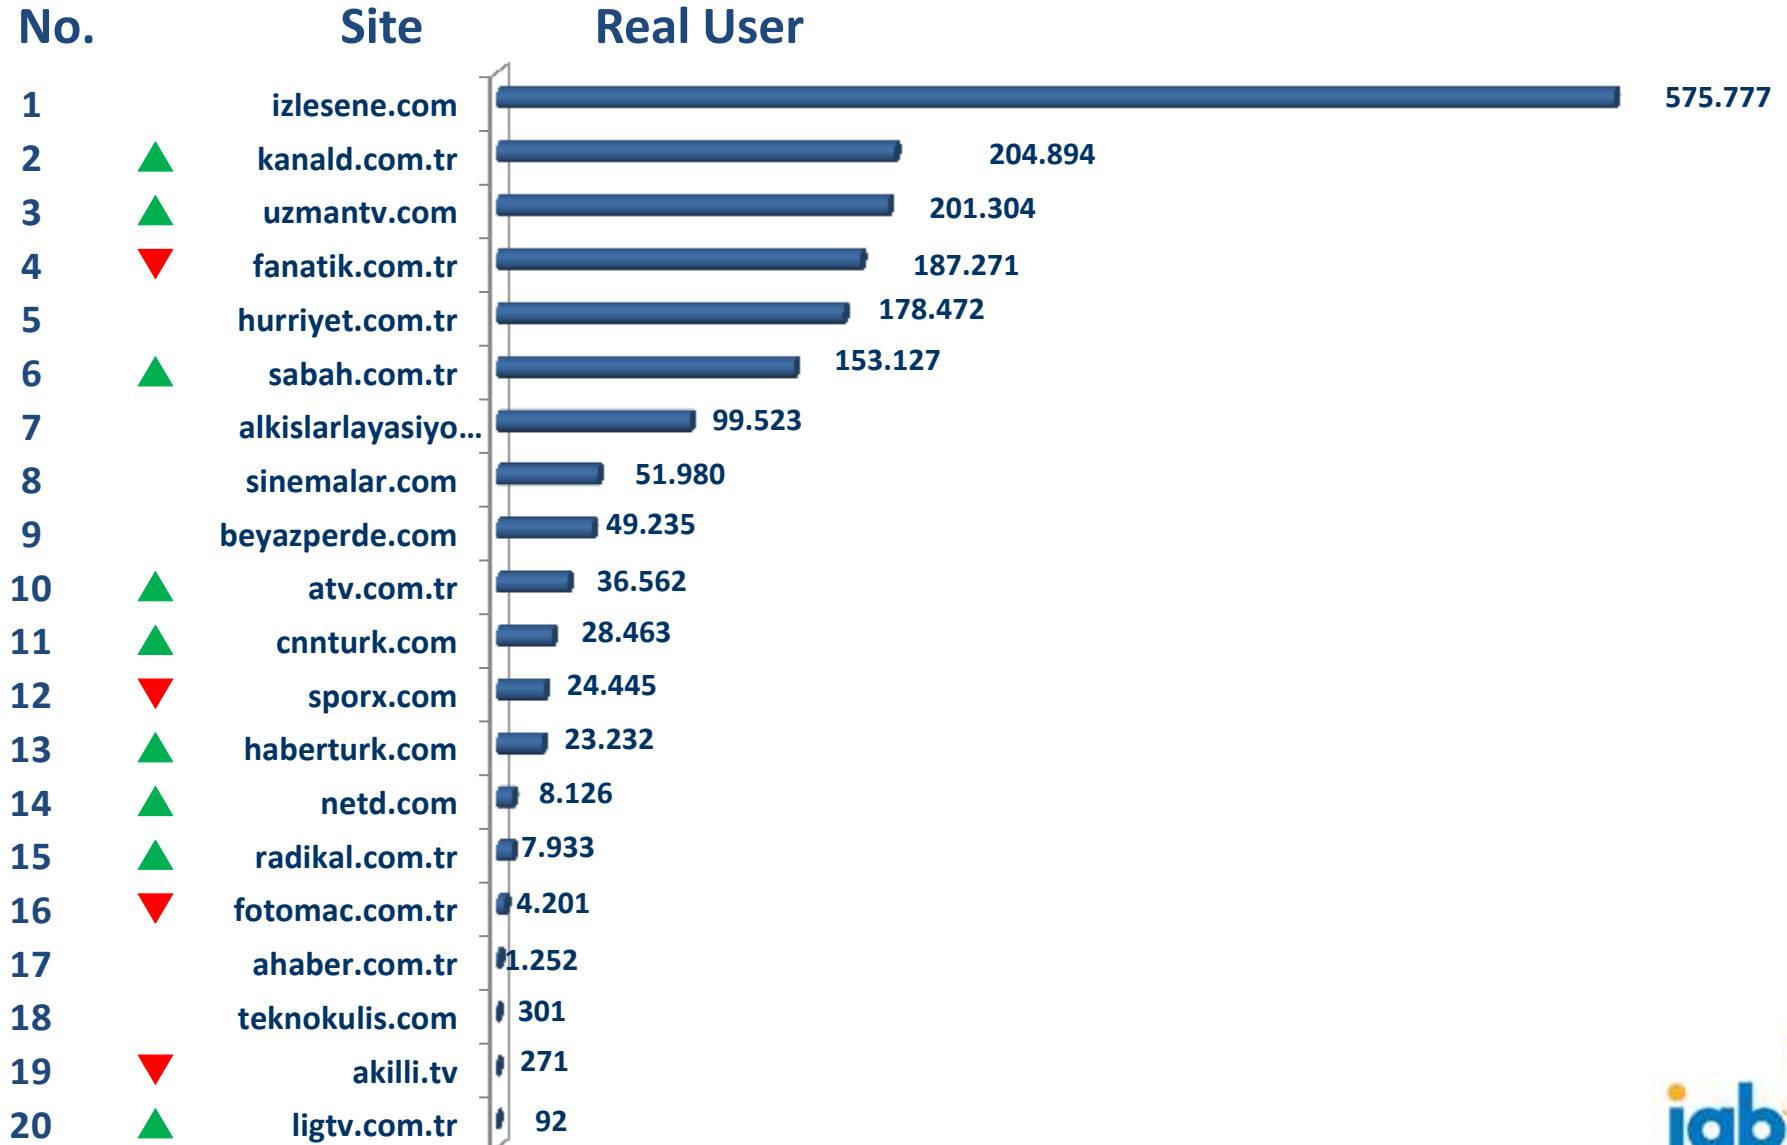 No. Site Real User
1 izlesene.com 575.777
2 kanald.com.tr 204.894
3 uzmantv.com 201.304
4 fanatik.com.tr 187.271
5 hurriyet.com.tr 178.472
6 sabah.com.tr 153.127
7 alkislarlayasiyo... 99.523
8 sinemalar.com 51.980
9 beyazperde.com 49.235
10 atv.com.tr 36.562
11 cnnturk.com 28.463
12 sporx.com 24.445
13 haberturk.com 23.232
14 netd.com 8.126
15 radikal.com.tr 7.933
16 fotomac.com.tr 4.201
17 ahaber.com.tr 1.252
18 teknokulis.com 301
19 akilli.tv 271
20 ligtv.com.tr 92
iab